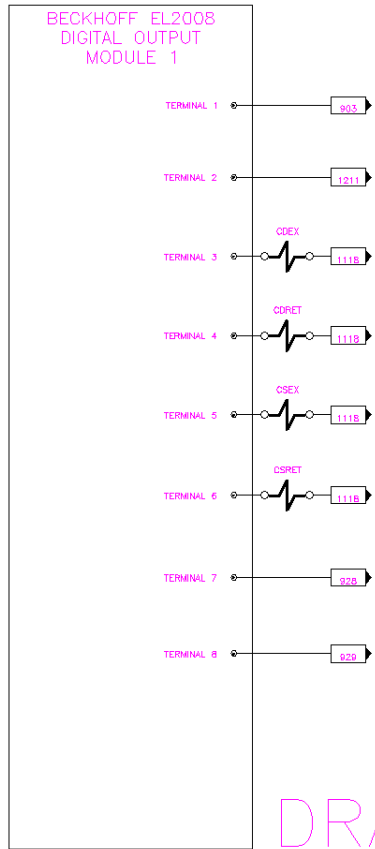 BECKHOFF EL2008
DIGITAL OUTPUT
MODULE 1
TERMINAL 1 903
TERMINAL 2 1211
CDEX
TERMINAL 3 1118
CDRET
TERMINAL 4 1118
CSEX
TERMINAL 5 1118
CSRET
TERMINAL 6 1118
TERMINAL 7 928
TERMINAL 8 929
DRA